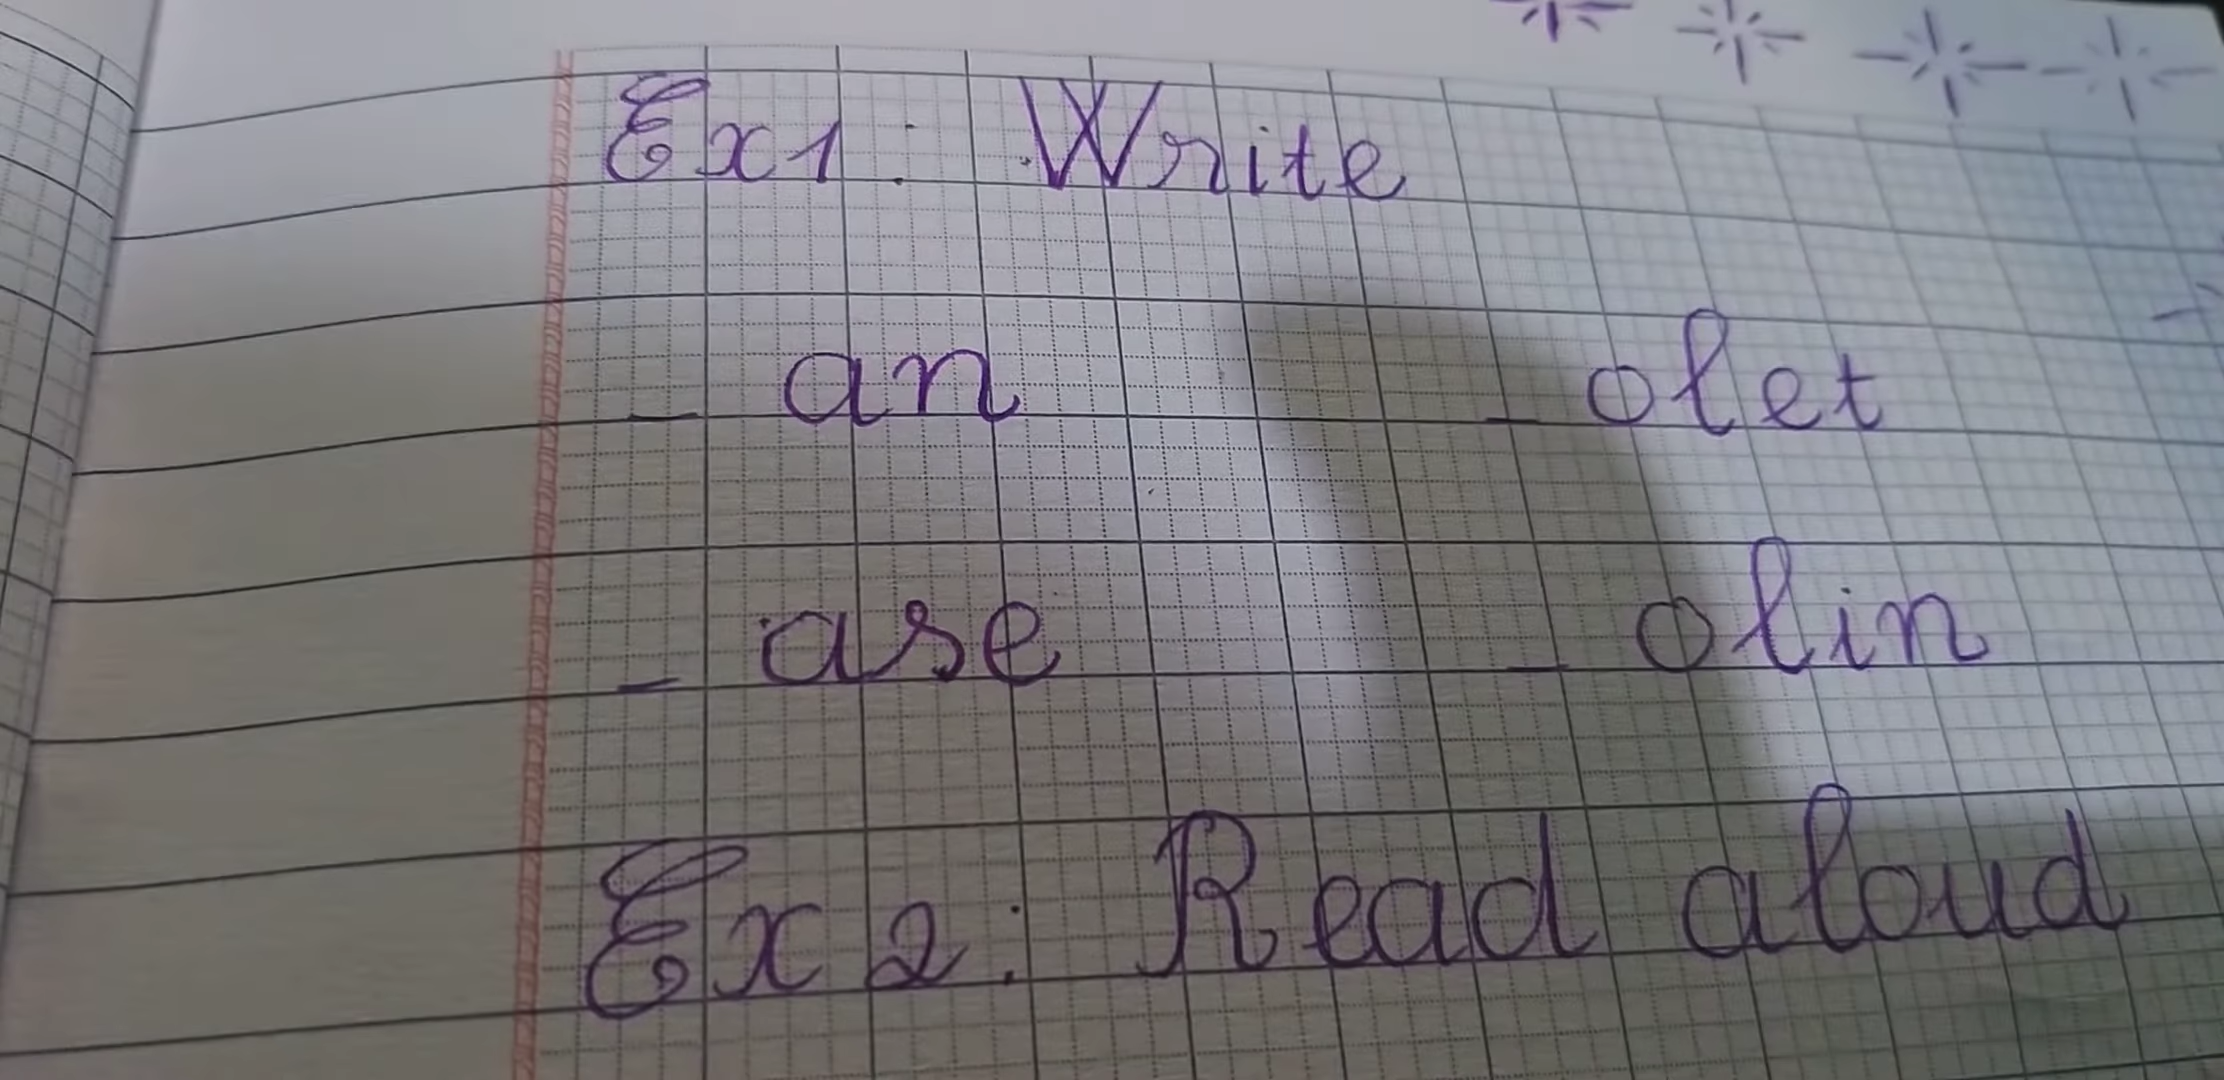 Ex1: Write
_ an _ olet
_ ase _ olin
Ex2: Read aloud